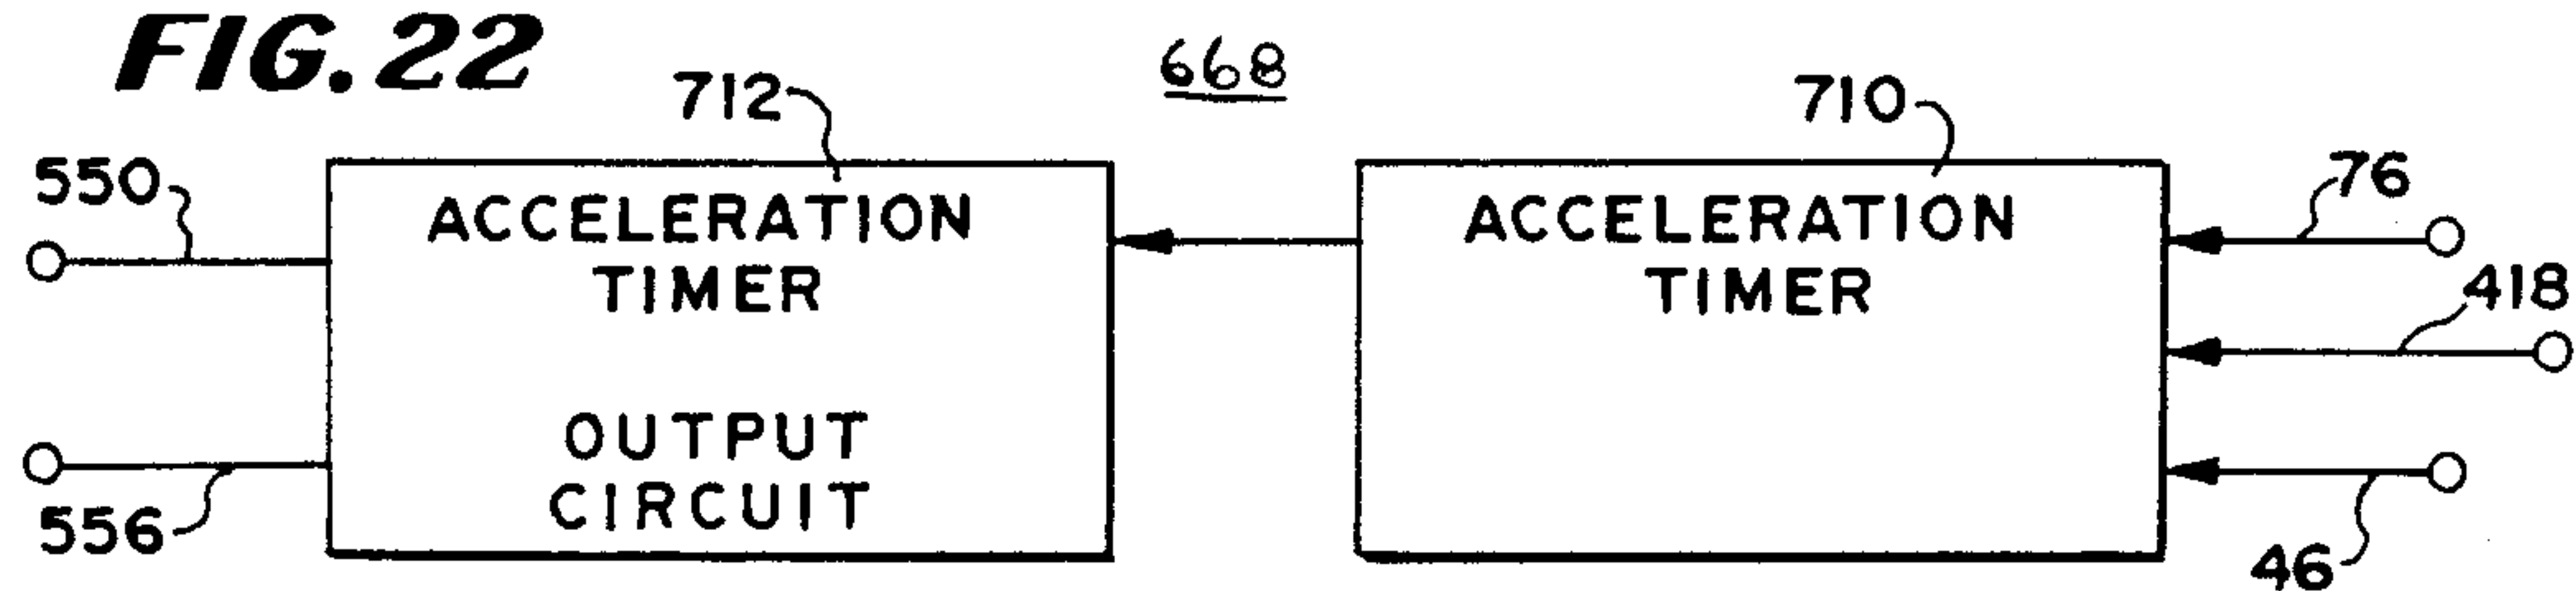 FIG. 22
668
712
710
550
ACCELERATION
TIMER
OUTPUT
CIRCUIT
556
ACCELERATION
TIMER
76
418
46